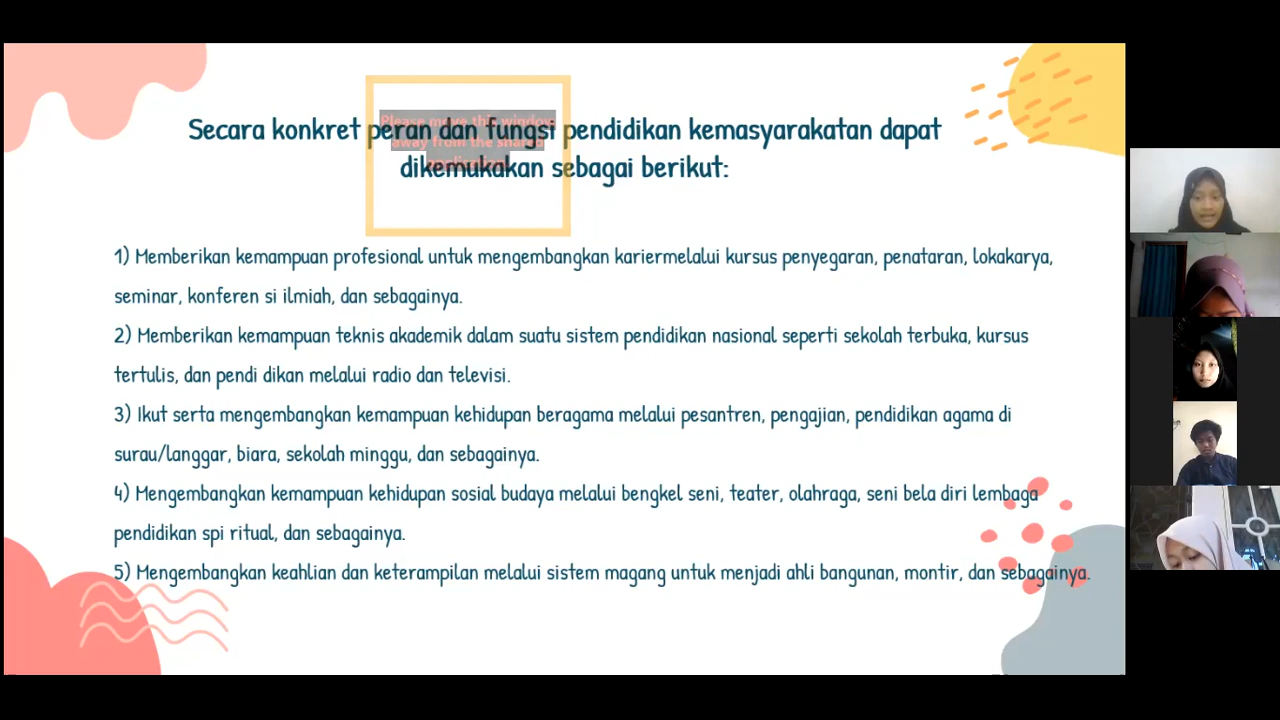 Secara konkret peran dan fungsi pendidikan kemasyarakatan dapat
dikemukakan sebagai berikut:
Please move this window
away from the shared
application.
1) Memberikan kemampuan profesional untuk mengembangkan kariermelalui kursus penyegaran, penataran, lokakarya,
seminar, konferen si ilmiah, dan sebagainya.
2) Memberikan kemampuan teknis akademik dalam suatu sistem pendidikan nasional seperti sekolah terbuka, kursus
tertulis, dan pendi dikan melalui radio dan televisi.
3) Ikut serta mengembangkan kemampuan kehidupan beragama melalui pesantren, pengajian, pendidikan agama di
surau/langgar, biara, sekolah minggu, dan sebagainya.
4) Mengembangkan kemampuan kehidupan sosial budaya melalui bengkel seni, teater, olahraga, seni bela diri lembaga
pendidikan spi ritual, dan sebagainya.
5) Mengembangkan keahlian dan keterampilan melalui sistem magang untuk menjadi ahli bangunan, montir, dan sebagainya.